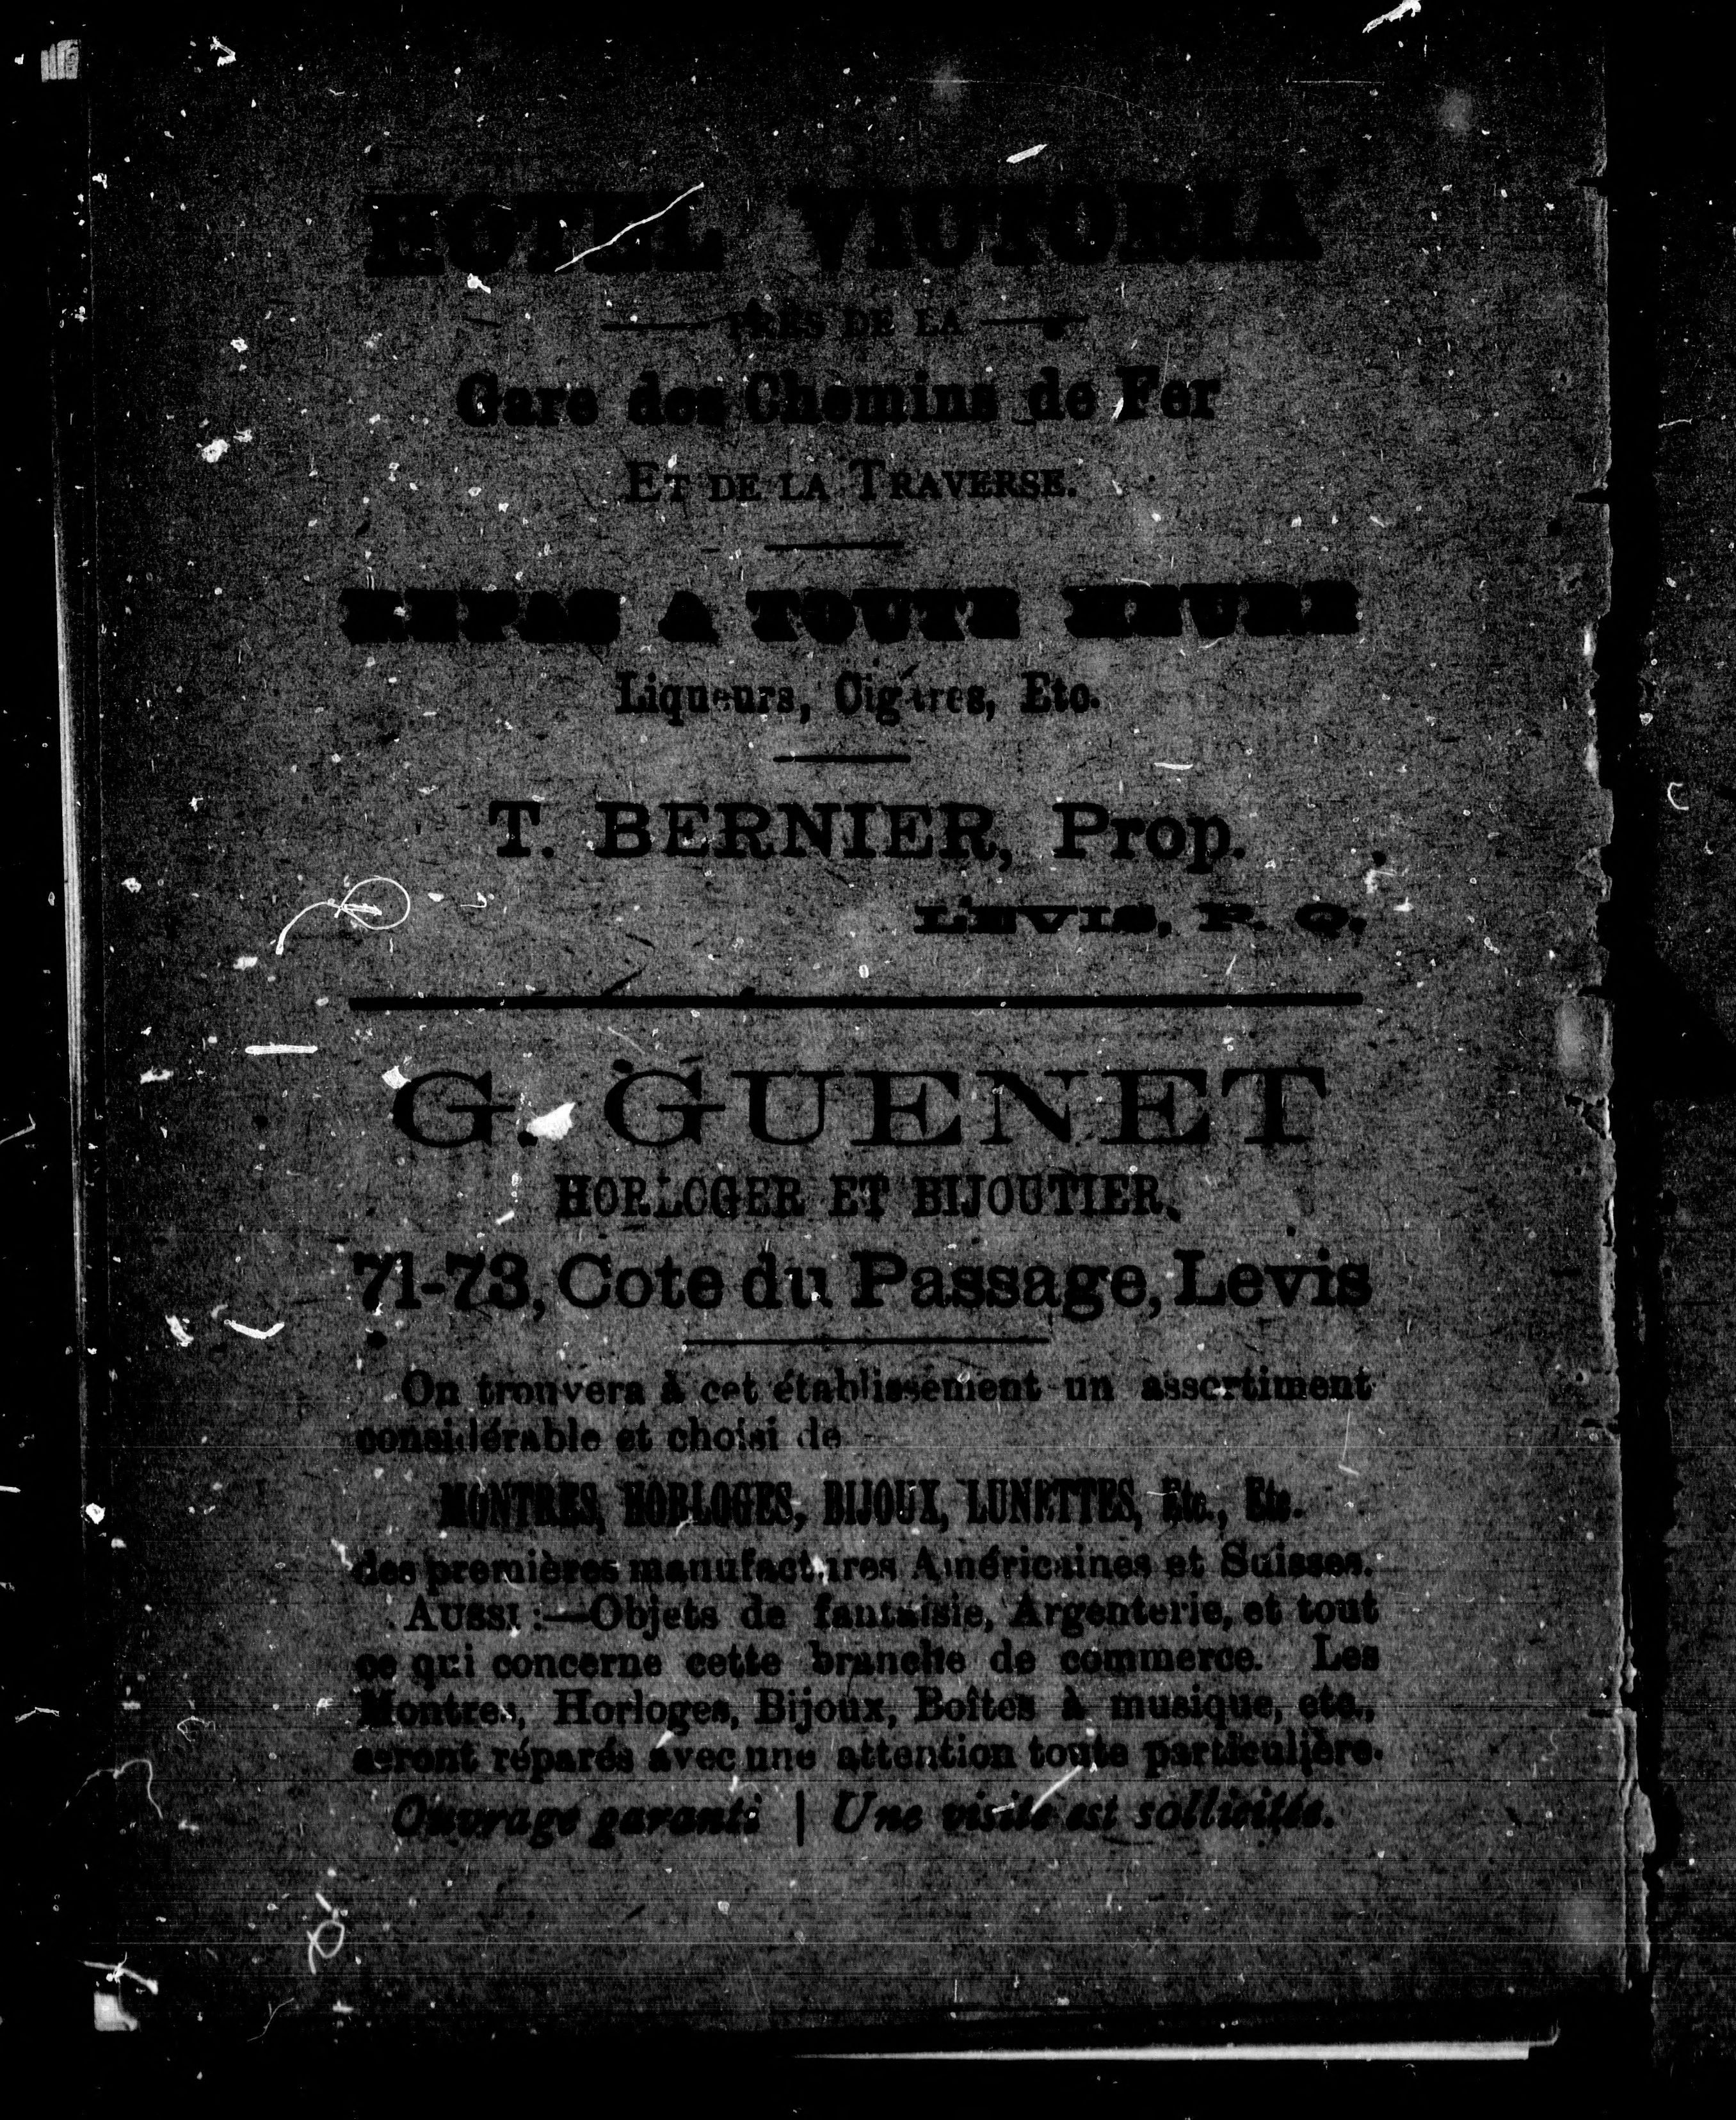 HOTEL VICTORIA
PRÈS DE LA
Gare des Chemins de Fer
ET DE LA TRAVERSE.
REPAS A TOUTE HEURE
Liqueurs, Cigares, Etc.
T. BERNIER, Prop.
LEVIS, P. Q.
G. GUENET
HORLOGER ET BIJOUTIER,
71-73, Cote du Passage, Levis
On trouvera à cet établissement un assortiment
considérable et choisi de
MONTRES, HORLOGES, BIJOUX, LUNETTES, Etc., Etc.
des premières manufactures Américaines et Suisses.
AUSSI :—Objets de fantaisie, Argenterie, et tout
ce qui concerne cette branche de commerce. Les
Montres, Horloges, Bijoux, Boîtes à musique, etc.,
seront réparés avec une attention toute particulière.
Ouvrage garanti | Une visite est sollicitée.